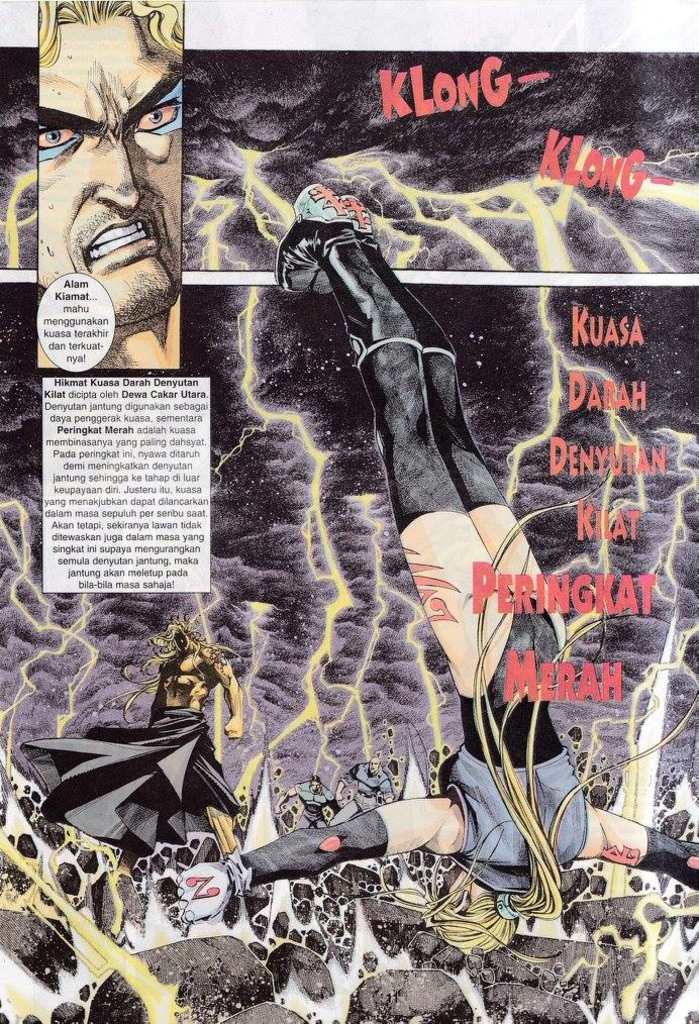 KLONG-
KLONG-
Alam
Kiamat...
mahu
menggunakan
kuasa terakhir
dan terkuat-
nya!
Hikmat Kuasa Darah Denyutan
Kilat dicipta oleh Dewa Cakar Utara.
Denyutan jantung digunakan sebagai
daya penggerak kuasa, sementara
Peringkat Merah adalah kuasa
membinasanya yang paling dahsyat.
Pada peringkat ini, nyawa ditaruh
demi meningkatkan denyutan
jantung sehingga ke tahap di luar
keupayaan diri. Justeru itu, kuasa
yang menakjubkan dapat dilancarkan
dalam masa sepuluh per seribu saat.
Akan tetapi, sekiranya lawan tidak
ditewaskan juga dalam masa yang
singkat ini supaya mengurangkan
semula denyutan jantung, maka
jantung akan meletup pada
bila-bila masa sahaja!
KUASA
DARAH
DENYUTAN
KILAT
PERINGKAT
MERAH
Z